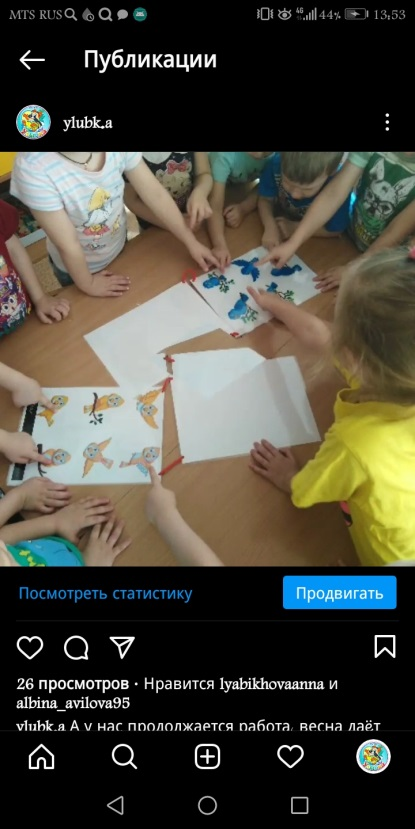 MTS RUS 4G 44% 13:53
Публикации
ylubk.a
Посмотреть статистику Продвигать
26 просмотров · Нравится lyabikhovaanna и
albina_avilova95
ylubk.a А у нас продолжается работа, весна даёт